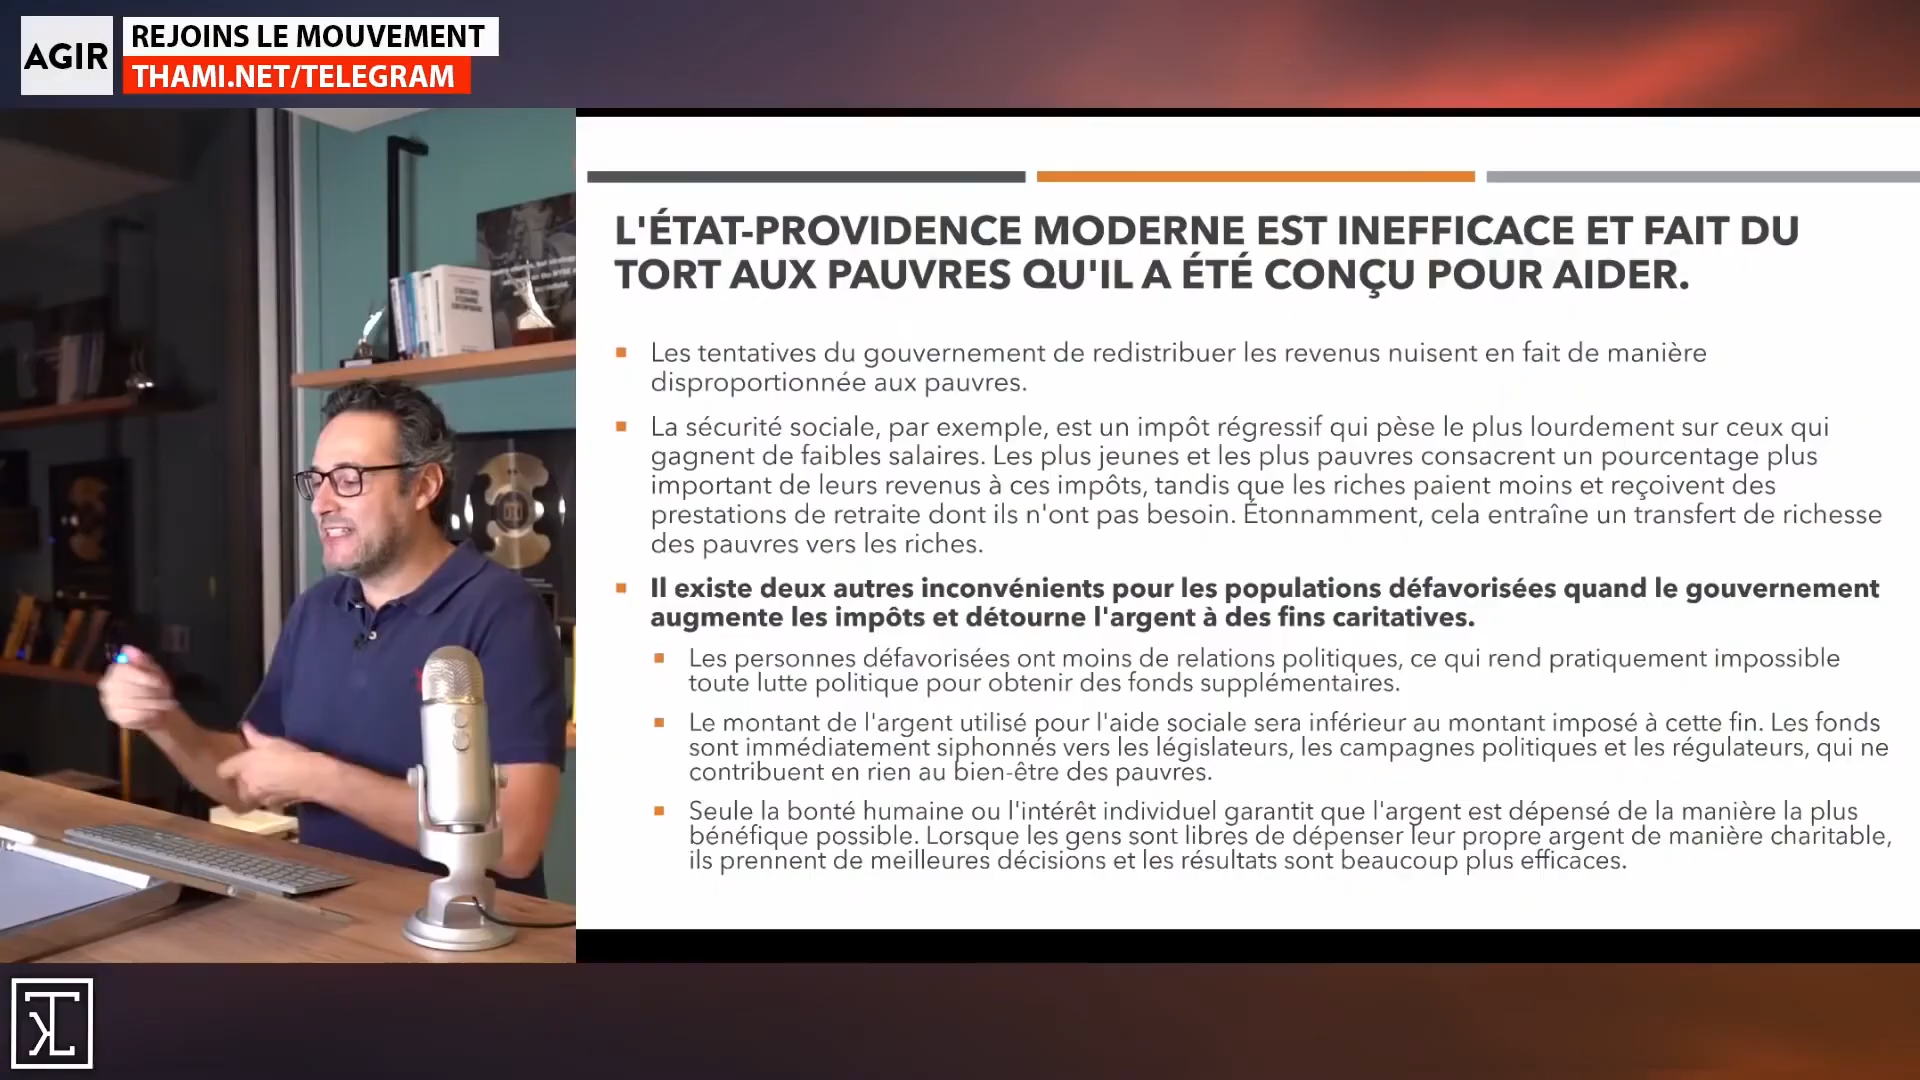 AGIR
REJOINS LE MOUVEMENT
THAMI.NET/TELEGRAM
L'ÉTAT-PROVIDENCE MODERNE EST INEFFICACE ET FAIT DU
TORT AUX PAUVRES QU'IL A ÉTÉ CONÇU POUR AIDER.
Les tentatives du gouvernement de redistribuer les revenus nuisent en fait de manière
disproportionnée aux pauvres.
La sécurité sociale, par exemple, est un impôt régressif qui pèse le plus lourdement sur ceux qui
gagnent de faibles salaires. Les plus jeunes et les plus pauvres consacrent un pourcentage plus
important de leurs revenus à ces impôts, tandis que les riches paient moins et reçoivent des
prestations de retraite dont ils n'ont pas besoin. Étonnamment, cela entraîne un transfert de richesse
des pauvres vers les riches.
Il existe deux autres inconvénients pour les populations défavorisées quand le gouvernement
augmente les impôts et détourne l'argent à des fins caritatives.
Les personnes défavorisées ont moins de relations politiques, ce qui rend pratiquement impossible
toute lutte politique pour obtenir des fonds supplémentaires.
Le montant de l'argent utilisé pour l'aide sociale sera inférieur au montant imposé à cette fin. Les fonds
sont immédiatement siphonnés vers les législateurs, les campagnes politiques et les régulateurs, qui ne
contribuent en rien au bien-être des pauvres.
Seule la bonté humaine ou l'intérêt individuel garantit que l'argent est dépensé de la manière la plus
bénéfique possible. Lorsque les gens sont libres de dépenser leur propre argent de manière charitable,
ils prennent de meilleures décisions et les résultats sont beaucoup plus efficaces.